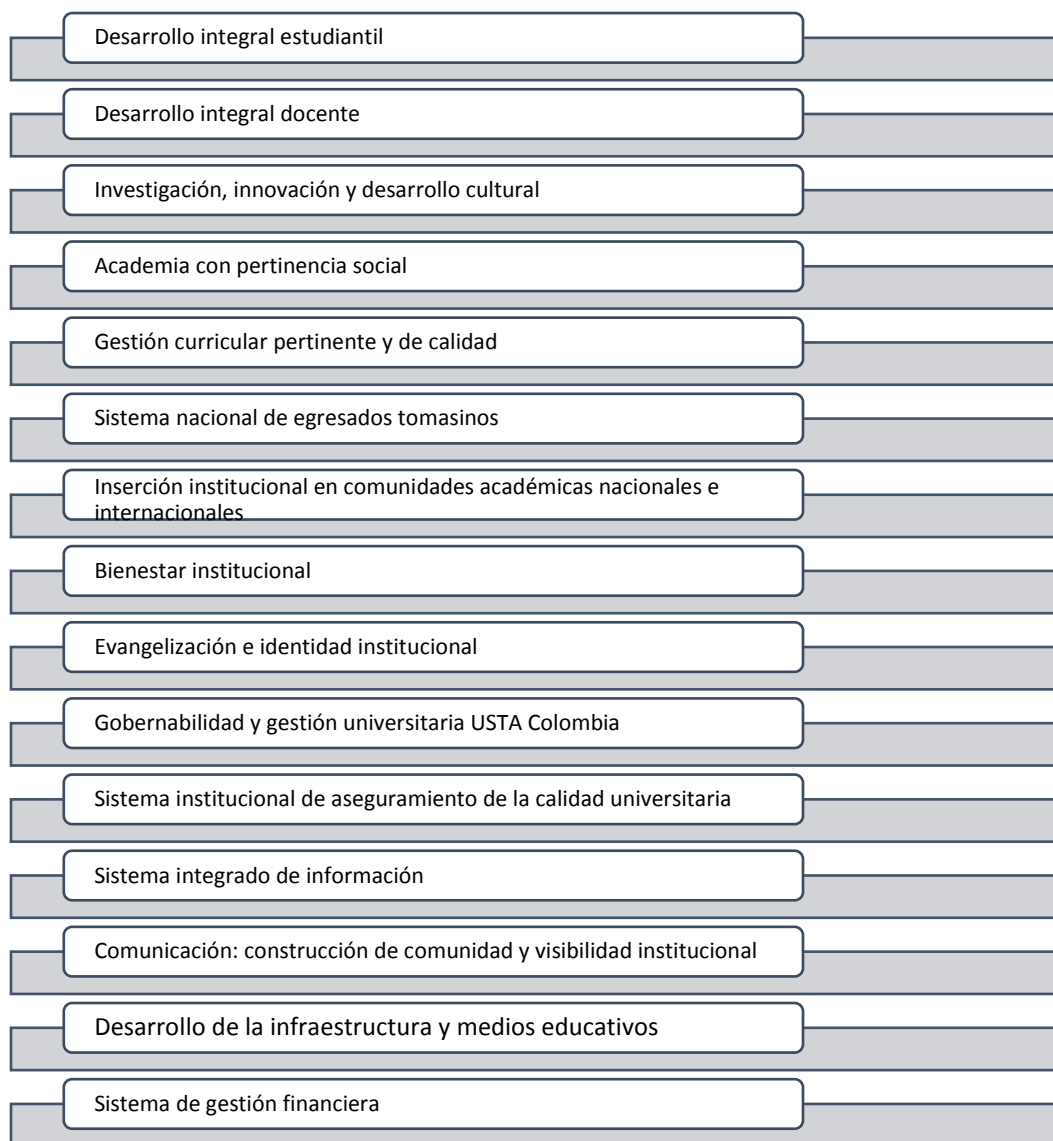 Desarrollo integral estudiantil
Desarrollo integral docente
Investigación, innovación y desarrollo cultural
Academia con pertinencia social
Gestión curricular pertinente y de calidad
Sistema nacional de egresados tomasinos
Inserción institucional en comunidades académicas nacionales e
internacionales
Bienestar institucional
Evangelización e identidad institucional
Gobernabilidad y gestión universitaria USTA Colombia
Sistema institucional de aseguramiento de la calidad universitaria
Sistema integrado de información
Comunicación: construcción de comunidad y visibilidad institucional
Desarrollo de la infraestructura y medios educativos
Sistema de gestión financiera